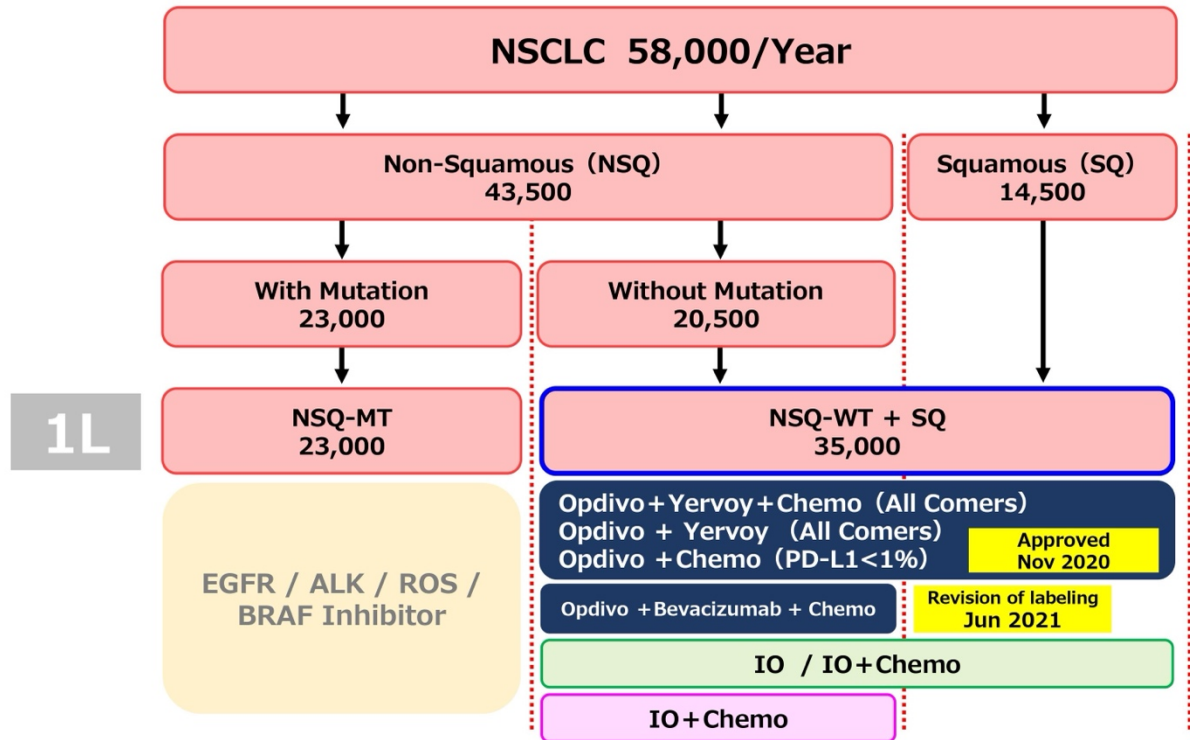 NSCLC 58,000/Year
Non-Squamous（NSQ）
43,500
Squamous（SQ）
14,500
With Mutation
23,000
Without Mutation
20,500
1L
NSQ-MT
23,000
NSQ-WT + SQ
35,000
EGFR / ALK / ROS /
BRAF Inhibitor
Opdivo+Yervoy+Chemo（All Comers）
Opdivo + Yervoy （All Comers）
Opdivo +Chemo（PD-L1<1%）
Approved
Nov 2020
Opdivo +Bevacizumab + Chemo
Revision of labeling
Jun 2021
IO / IO+Chemo
IO+Chemo